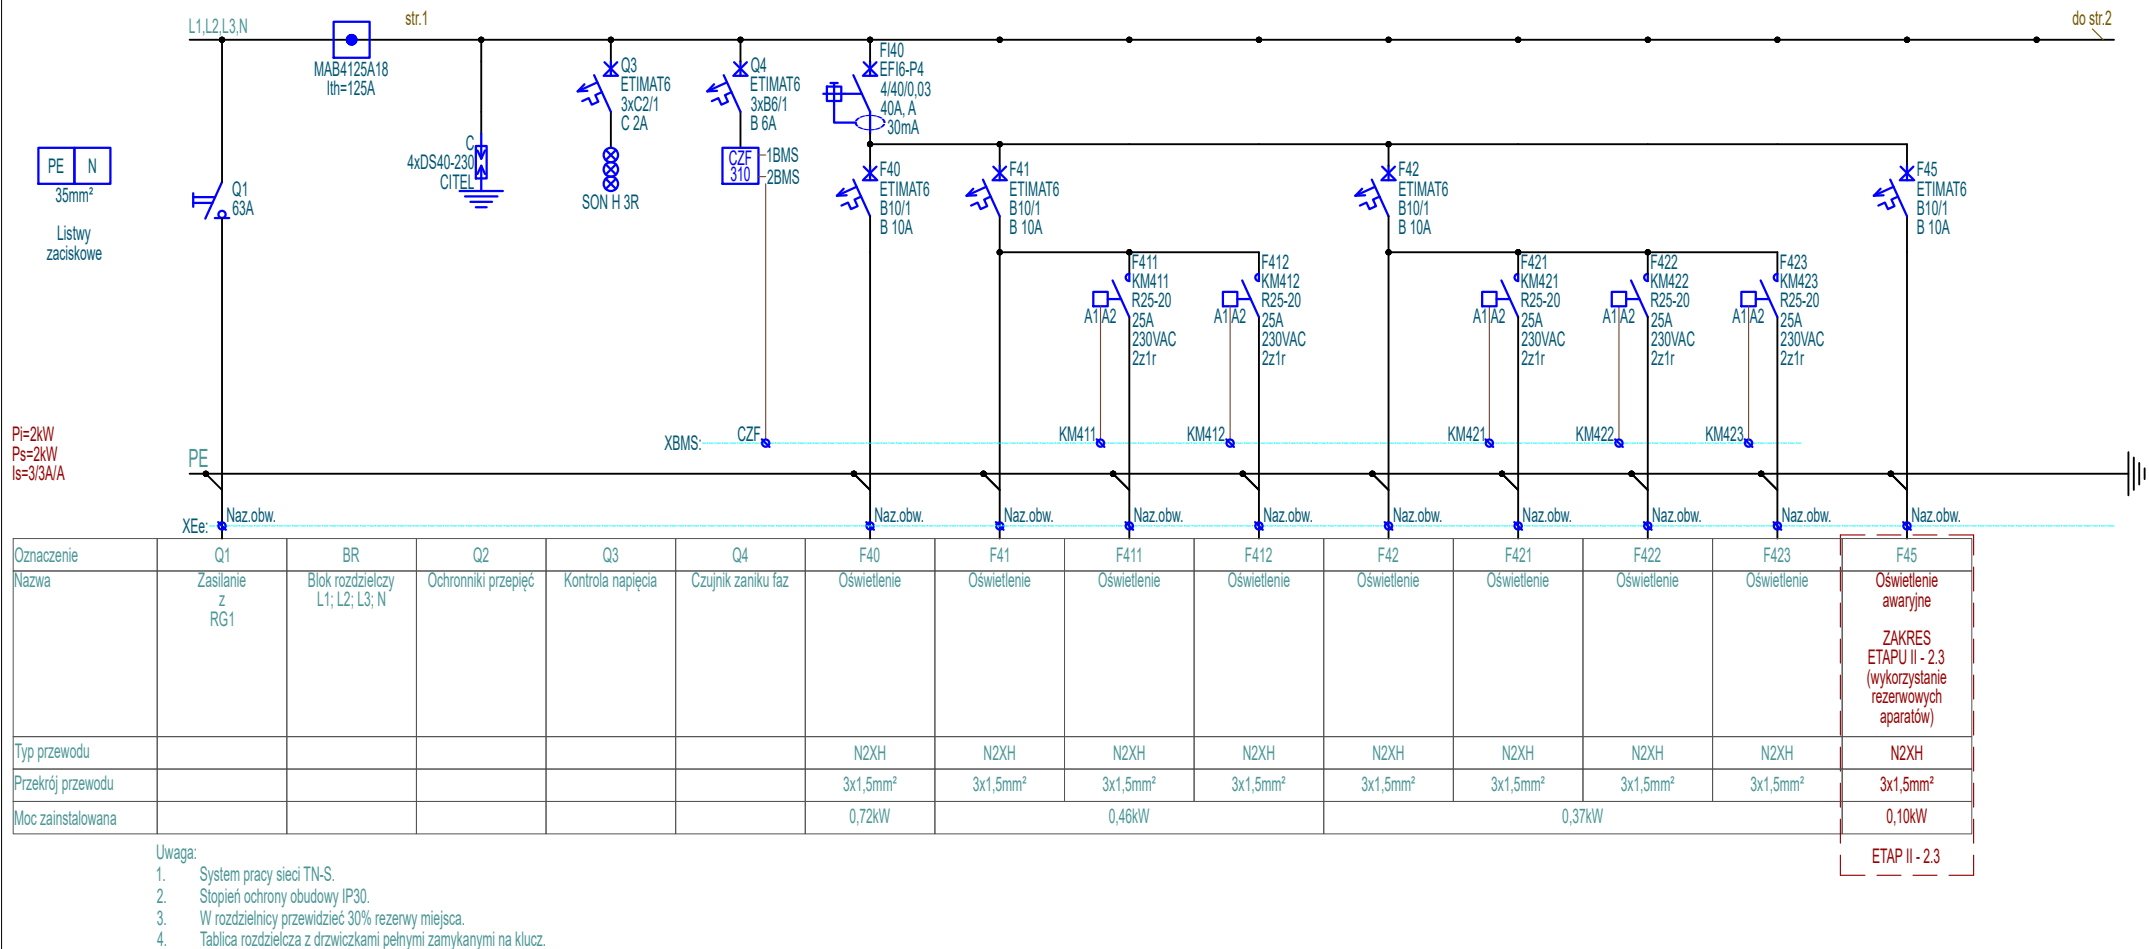 L1,L2,L3,N
str.1
do str.2
MAB4125A18
Ith=125A
Q3
ETIMAT6
3xC2/1
C 2A
Q4
ETIMAT6
3xB6/1
B 6A
FI40
EFI6-P4
4/40/0,03
40A, A
30mA
PE N
35mm²
Listwy
zaciskowe
Q1
63A
C
4xDS40-230
CITEL
SON H 3R
CZF
310
1BMS
2BMS
F40
ETIMAT6
B10/1
B 10A
F41
ETIMAT6
B10/1
B 10A
F42
ETIMAT6
B10/1
B 10A
F45
ETIMAT6
B10/1
B 10A
F411
KM411
R25-20
25A
230VAC
2z1r
A1 A2
F412
KM412
R25-20
25A
230VAC
2z1r
A1 A2
F421
KM421
R25-20
25A
230VAC
2z1r
A1 A2
F422
KM422
R25-20
25A
230VAC
2z1r
A1 A2
F423
KM423
R25-20
25A
230VAC
2z1r
A1 A2
Pi=2kW
Ps=2kW
Is=3/3A/A
XBMS: CZF KM411 KM412 KM421 KM422 KM423
PE
XEe: Naz.obw. Naz.obw. Naz.obw. Naz.obw. Naz.obw. Naz.obw. Naz.obw. Naz.obw. Naz.obw. Naz.obw.
Oznaczenie Q1 BR Q2 Q3 Q4 F40 F41 F411 F412 F42 F421 F422 F423 F45
Nazwa
Zasilanie
z
RG1
Blok rozdzielczy
L1; L2; L3; N
Ochronniki przepięć
Kontrola napięcia
Czujnik zaniku faz
Oświetlenie
Oświetlenie
Oświetlenie
Oświetlenie
Oświetlenie
Oświetlenie
Oświetlenie
Oświetlenie
Oświetlenie
awaryjne
ZAKRES
ETAPU II - 2.3
(wykorzystanie
rezerwowych
aparatów)
Typ przewodu N2XH N2XH N2XH N2XH N2XH N2XH N2XH N2XH N2XH
Przekrój przewodu 3x1,5mm² 3x1,5mm² 3x1,5mm² 3x1,5mm² 3x1,5mm² 3x1,5mm² 3x1,5mm² 3x1,5mm² 3x1,5mm²
Moc zainstalowana 0,72kW 0,46kW 0,37kW 0,10kW
ETAP II - 2.3
Uwaga:
1. System pracy sieci TN-S.
2. Stopień ochrony obudowy IP30.
3. W rozdzielnicy przewidzieć 30% rezerwy miejsca.
4. Tablica rozdzielcza z drzwiczkami pełnymi zamykanymi na klucz.